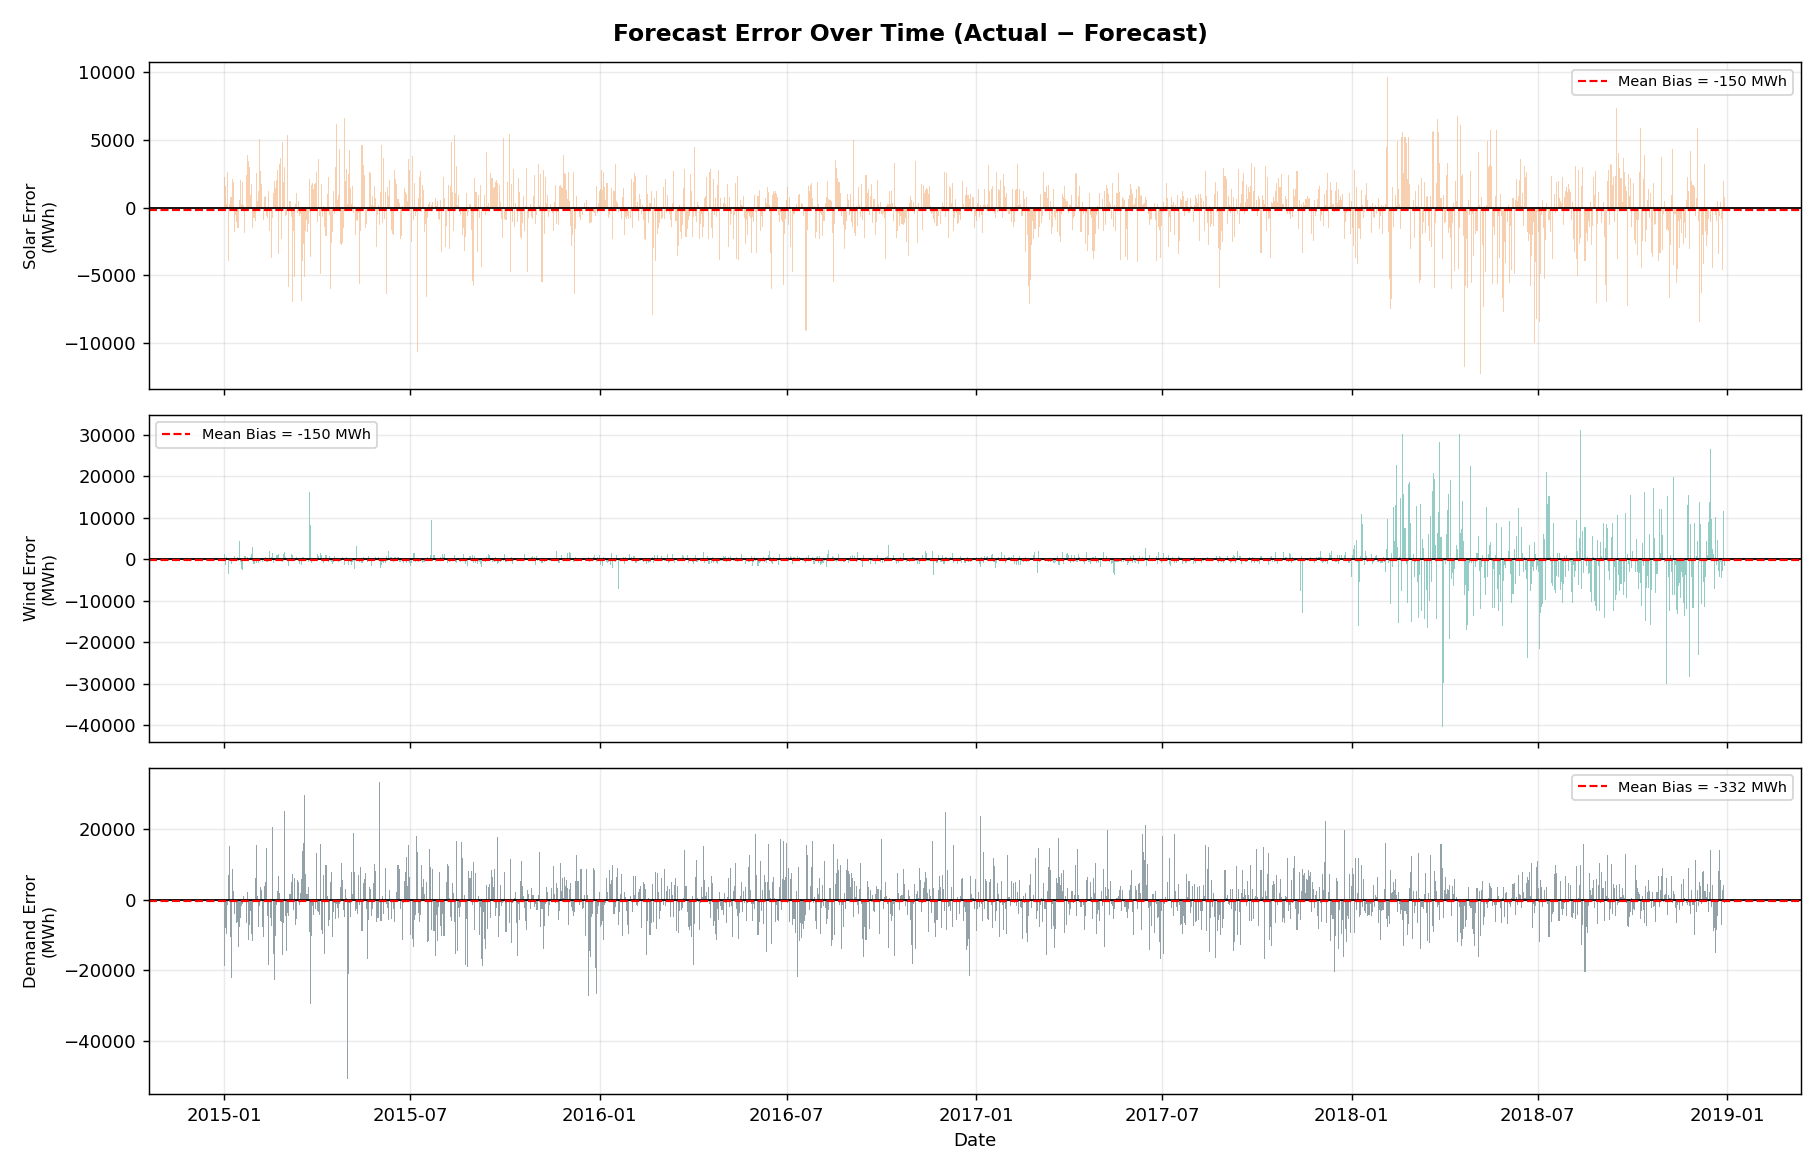 Forecast Error Over Time (Actual − Forecast)
10000
5000
0
−5000
−10000
Solar Error
(MWh)
Mean Bias = -150 MWh
30000
20000
10000
0
−10000
−20000
−30000
−40000
Wind Error
(MWh)
Mean Bias = -150 MWh
20000
0
−20000
−40000
Demand Error
(MWh)
Mean Bias = -332 MWh
2015-01
2015-07
2016-01
2016-07
2017-01
2017-07
2018-01
2018-07
2019-01
Date